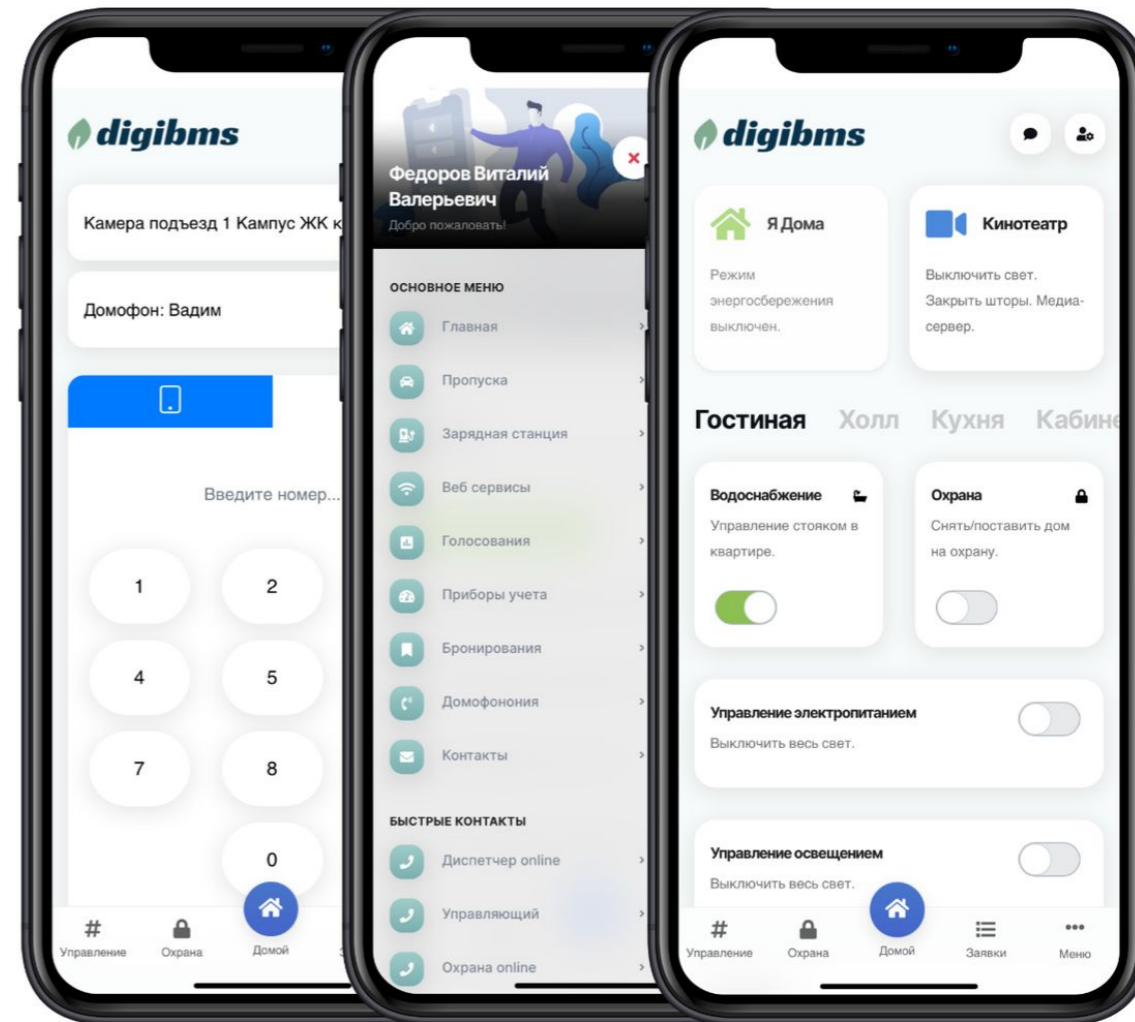 digibms
Камера подъезд 1 Кампус ЖК к
Домофон: Вадим
Введите номер...
1 2
4 5
7 8
0
#
Управление Охрана Домой
Федоров Виталий
Валерьевич
Добро пожаловать!
ОСНОВНОЕ МЕНЮ
Главная
Пропуска
Зарядная станция
Веб сервисы
Голосования
Приборы учета
Бронирования
Домофонония
Контакты
БЫСТРЫЕ КОНТАКТЫ
Диспетчер online
Управляющий
Охрана online
digibms
Я Дома
Режим
энергосбережения
выключен.
Кинотеатр
Выключить свет.
Закрыть шторы. Медиа-
сервер.
Гостиная Холл Кухня Кабине
Водоснабжение
Управление стояком в
квартире.
Охрана
Снять/поставить дом
на охрану.
Управление электропитанием
Выключить весь свет.
Управление освещением
Выключить весь свет.
#
Управление Охрана Домой Заявки Меню